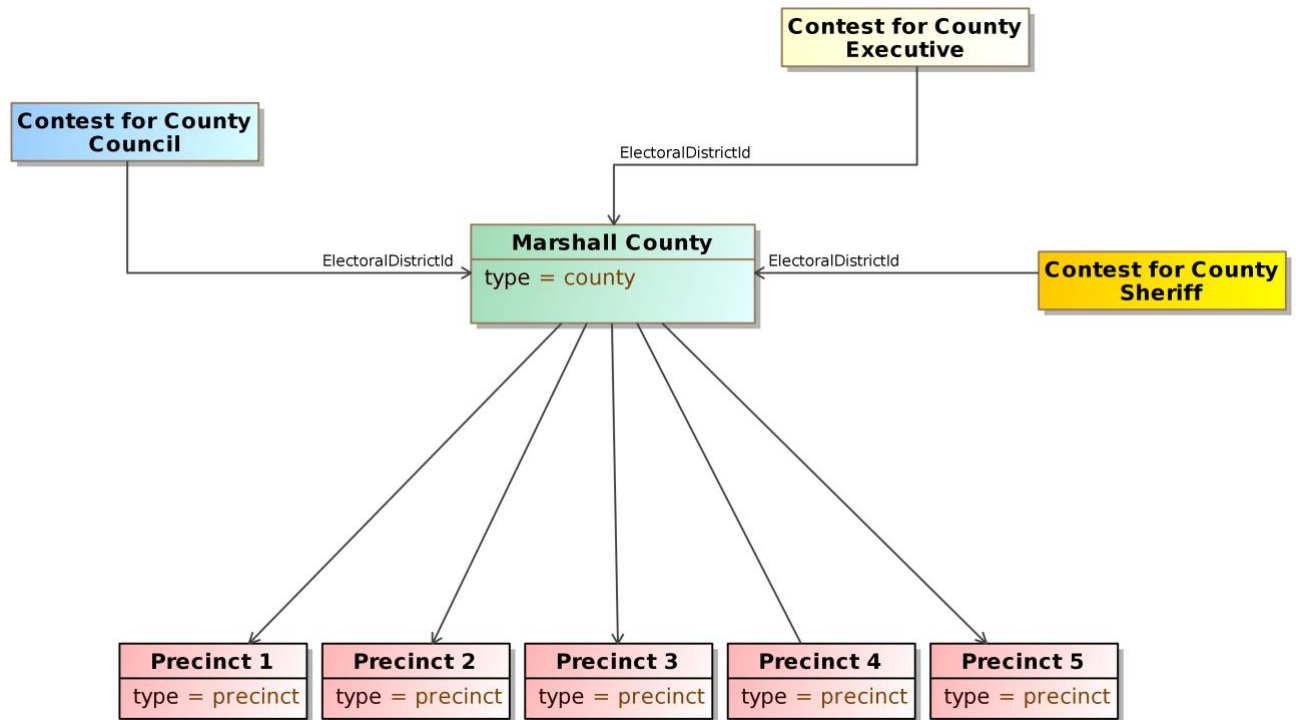 Contest for County
Executive
Contest for County
Council
ElectoralDistrictId
Marshall County
type = county
ElectoralDistrictId
ElectoralDistrictId
Contest for County
Sheriff
Precinct 1
type = precinct
Precinct 2
type = precinct
Precinct 3
type = precinct
Precinct 4
type = precinct
Precinct 5
type = precinct